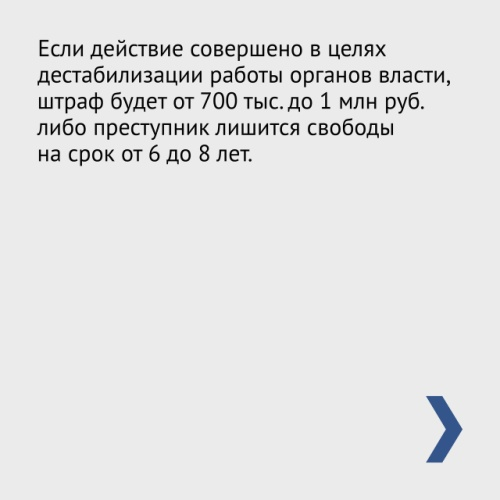 Если действие совершено в целях
дестабилизации работы органов власти,
штраф будет от 700 тыс. до 1 млн руб.
либо преступник лишится свободы
на срок от 6 до 8 лет.